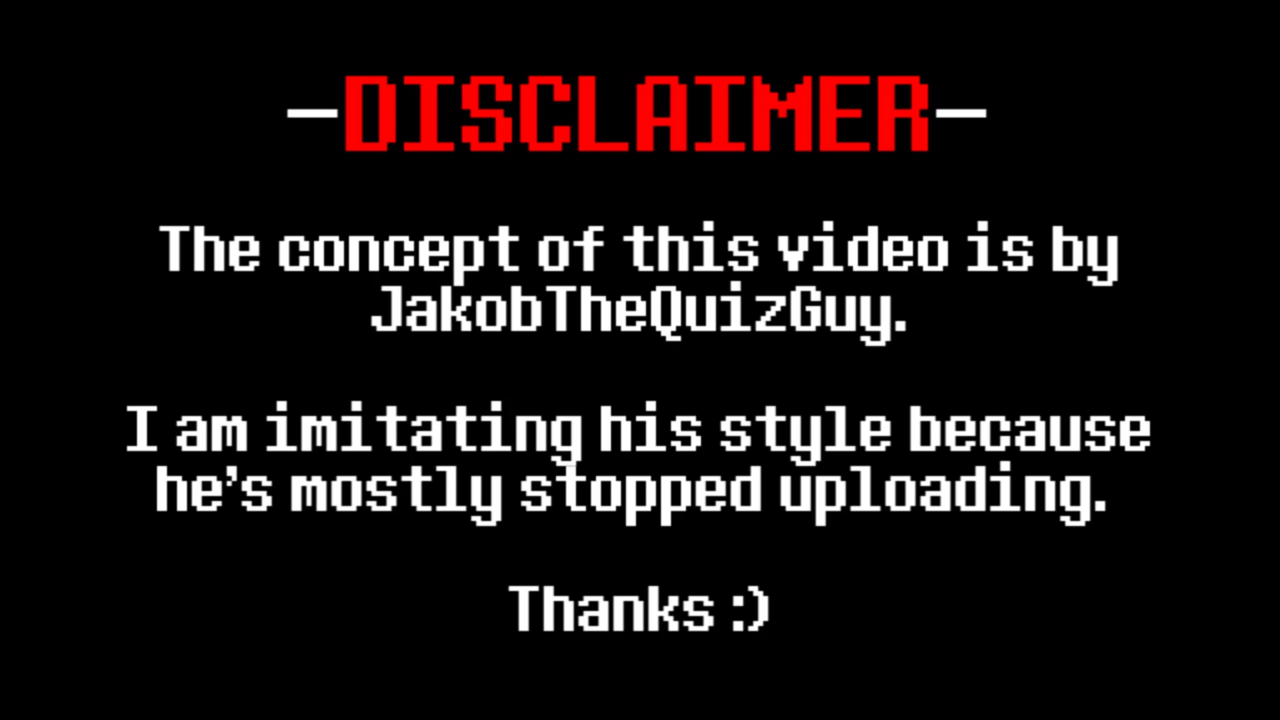 —DISCLAIMER—
The concept of this video is by
JakobTheQuizGuy.
I am imitating his style because
he's mostly stopped uploading.
Thanks :)